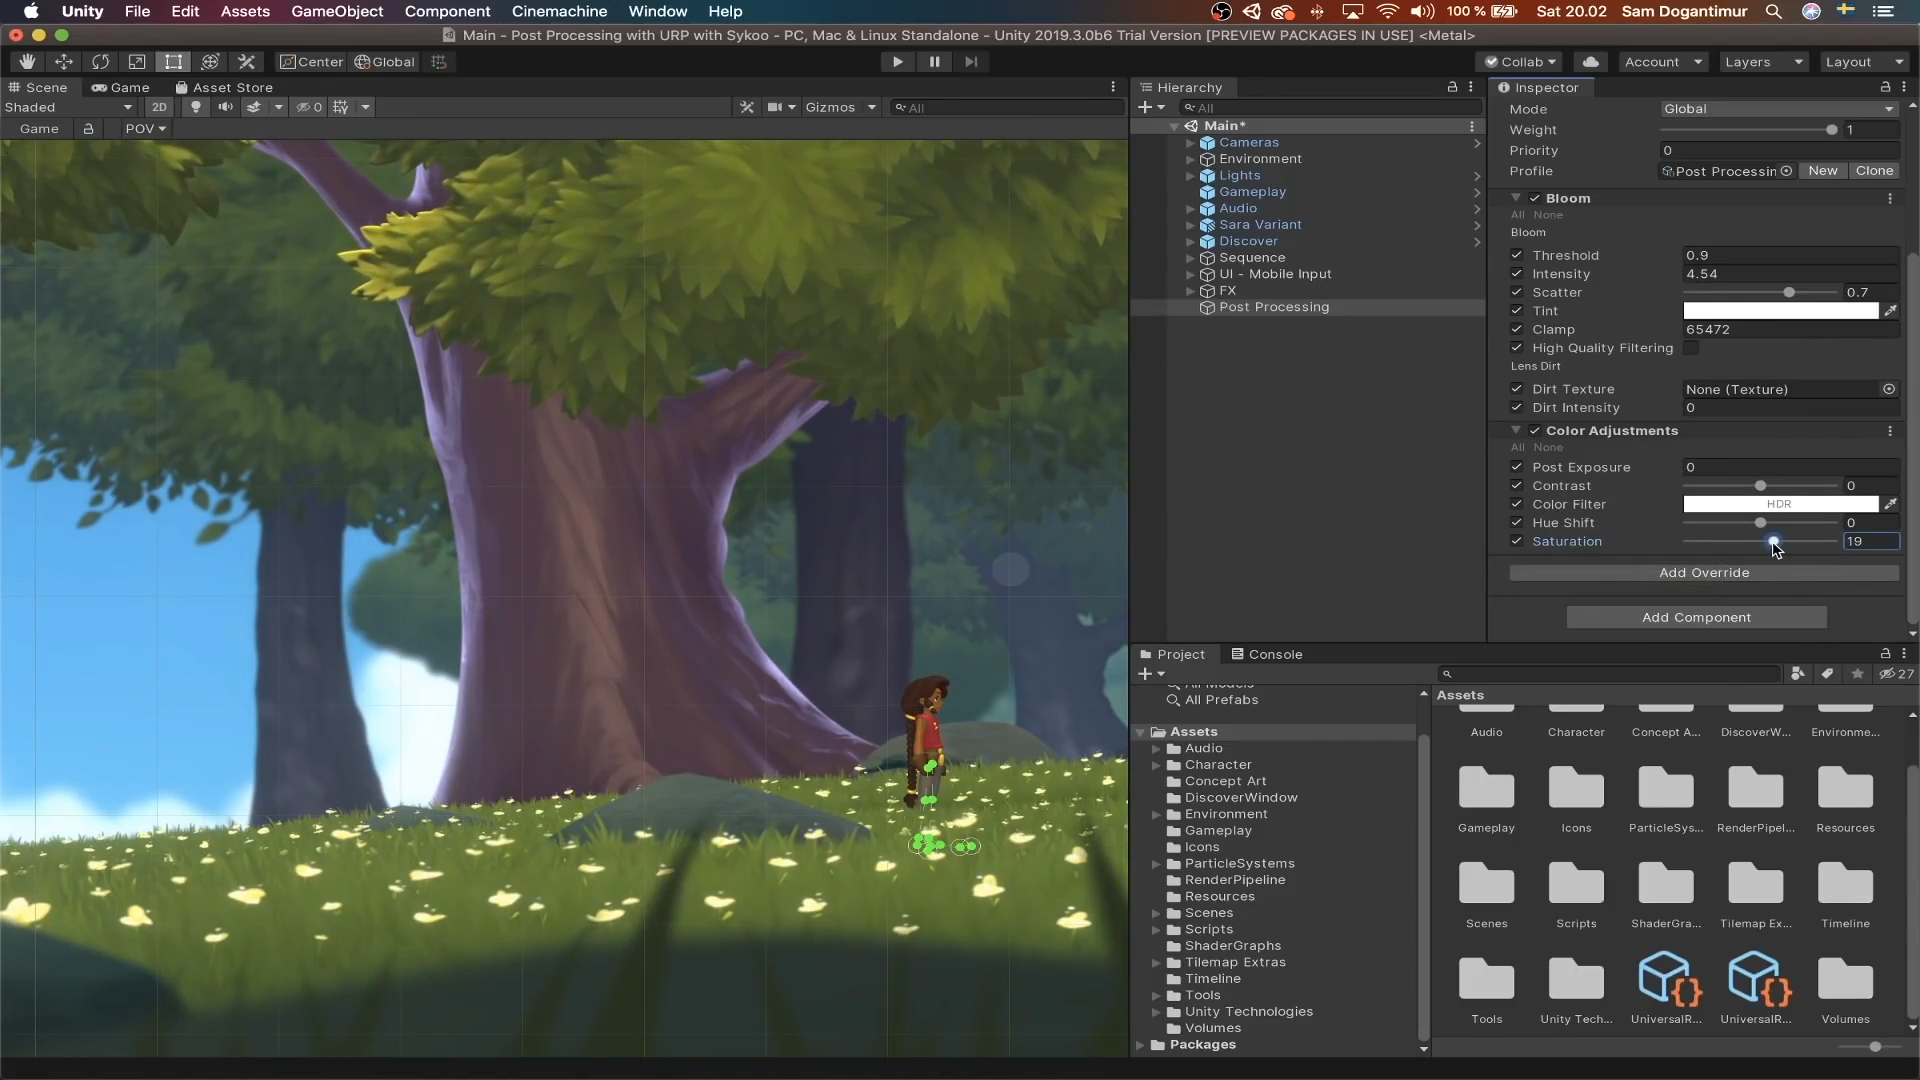 Unity File Edit Assets GameObject Component Cinemachine Window Help 100 % Sat 20.02 Sam Dogantimur
Main - Post Processing with URP with Sykoo - PC, Mac & Linux Standalone - Unity 2019.3.0b6 Trial Version [PREVIEW PACKAGES IN USE] <Metal>
Center Global Collab Account Layers Layout
Scene Game Asset Store
Shaded 2D 0 Gizmos All
Game POV
Hierarchy
All
Main*
Cameras
Environment
Lights
Gameplay
Audio
Sara Variant
Discover
Sequence
UI - Mobile Input
FX
Post Processing
Inspector
Mode Global
Weight 1
Priority 0
Profile Post Processin New Clone
Bloom
All None
Bloom
Threshold 0.9
Intensity 4.54
Scatter 0.7
Tint
Clamp 65472
High Quality Filtering
Lens Dirt
Dirt Texture None (Texture)
Dirt Intensity 0
Color Adjustments
All None
Post Exposure 0
Contrast 0
Color Filter HDR
Hue Shift 0
Saturation 19
Add Override
Add Component
Project Console
27
All Models
All Prefabs
Assets
Audio
Character
Concept Art
DiscoverWindow
Environment
Gameplay
Icons
ParticleSystems
RenderPipeline
Resources
Scenes
Scripts
ShaderGraphs
Tilemap Extras
Timeline
Tools
Unity Technologies
Volumes
Packages
Assets
Audio Character Concept A... DiscoverW... Environme...
Gameplay Icons ParticleSys... RenderPipel... Resources
Scenes Scripts ShaderGra... Tilemap Ex... Timeline
Tools Unity Tech... UniversalR... UniversalR... Volumes